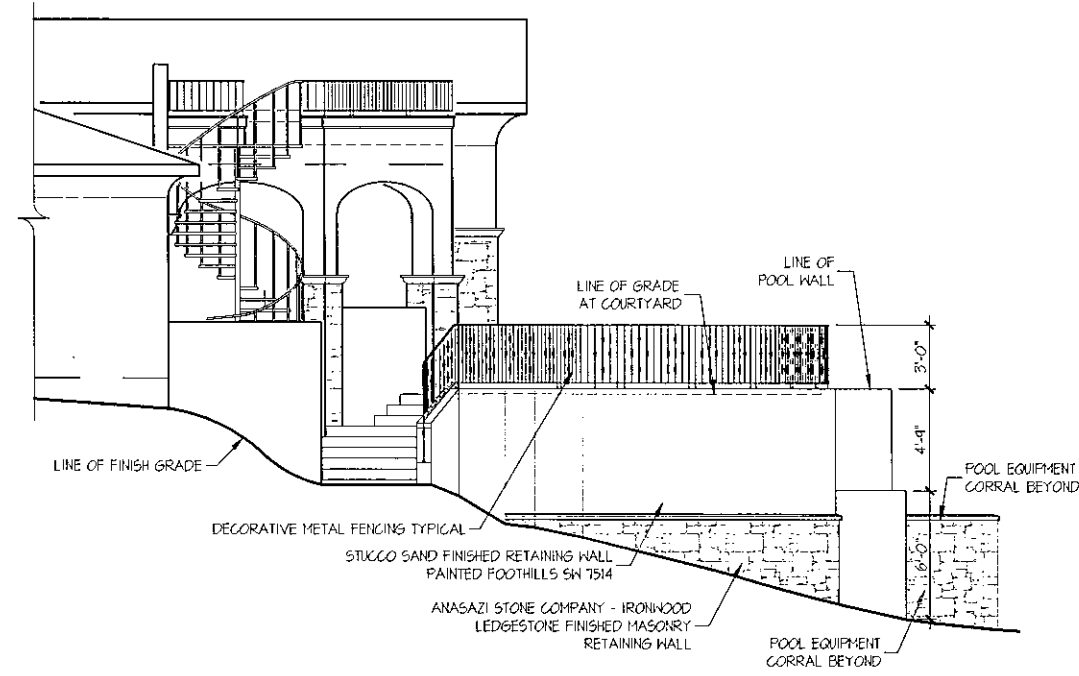 LINE OF
POOL WALL
LINE OF GRADE
AT COURTYARD
3'-0"
4'-9"
LINE OF FINISH GRADE
POOL EQUIPMENT
CORRAL BEYOND
DECORATIVE METAL FENCING TYPICAL
STUCCO SAND FINISHED RETAINING WALL
PAINTED FOOTHILLS SW 7514
6'-0"
ANASAZI STONE COMPANY - IRONWOOD
LEDGESTONE FINISHED MASONRY
RETAINING WALL
POOL EQUIPMENT
CORRAL BEYOND